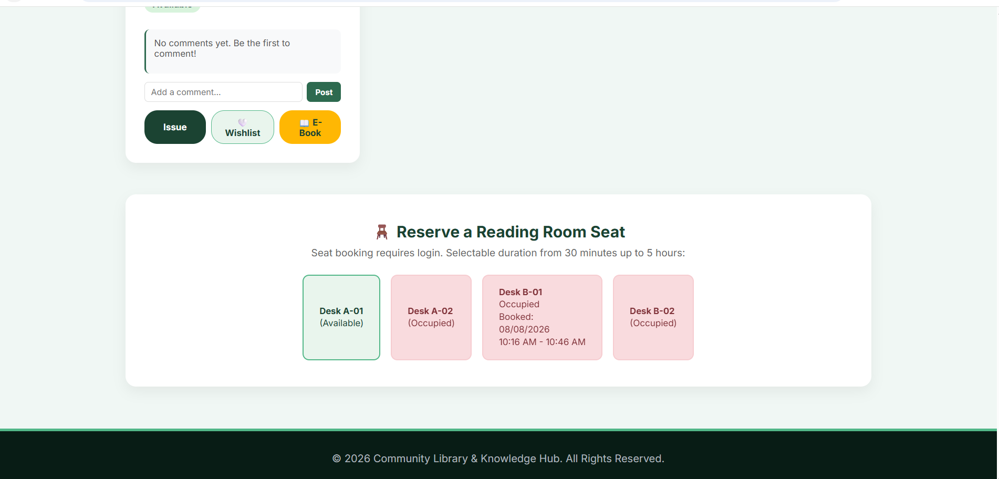 No comments yet. Be the first to
comment!
Add a comment...
Post
Issue
Wishlist
E-
Book
Reserve a Reading Room Seat
Seat booking requires login. Selectable duration from 30 minutes up to 5 hours:
Desk A-01
(Available)
Desk A-02
(Occupied)
Desk B-01
Occupied
Booked:
08/08/2026
10:16 AM - 10:46 AM
Desk B-02
(Occupied)
© 2026 Community Library & Knowledge Hub. All Rights Reserved.